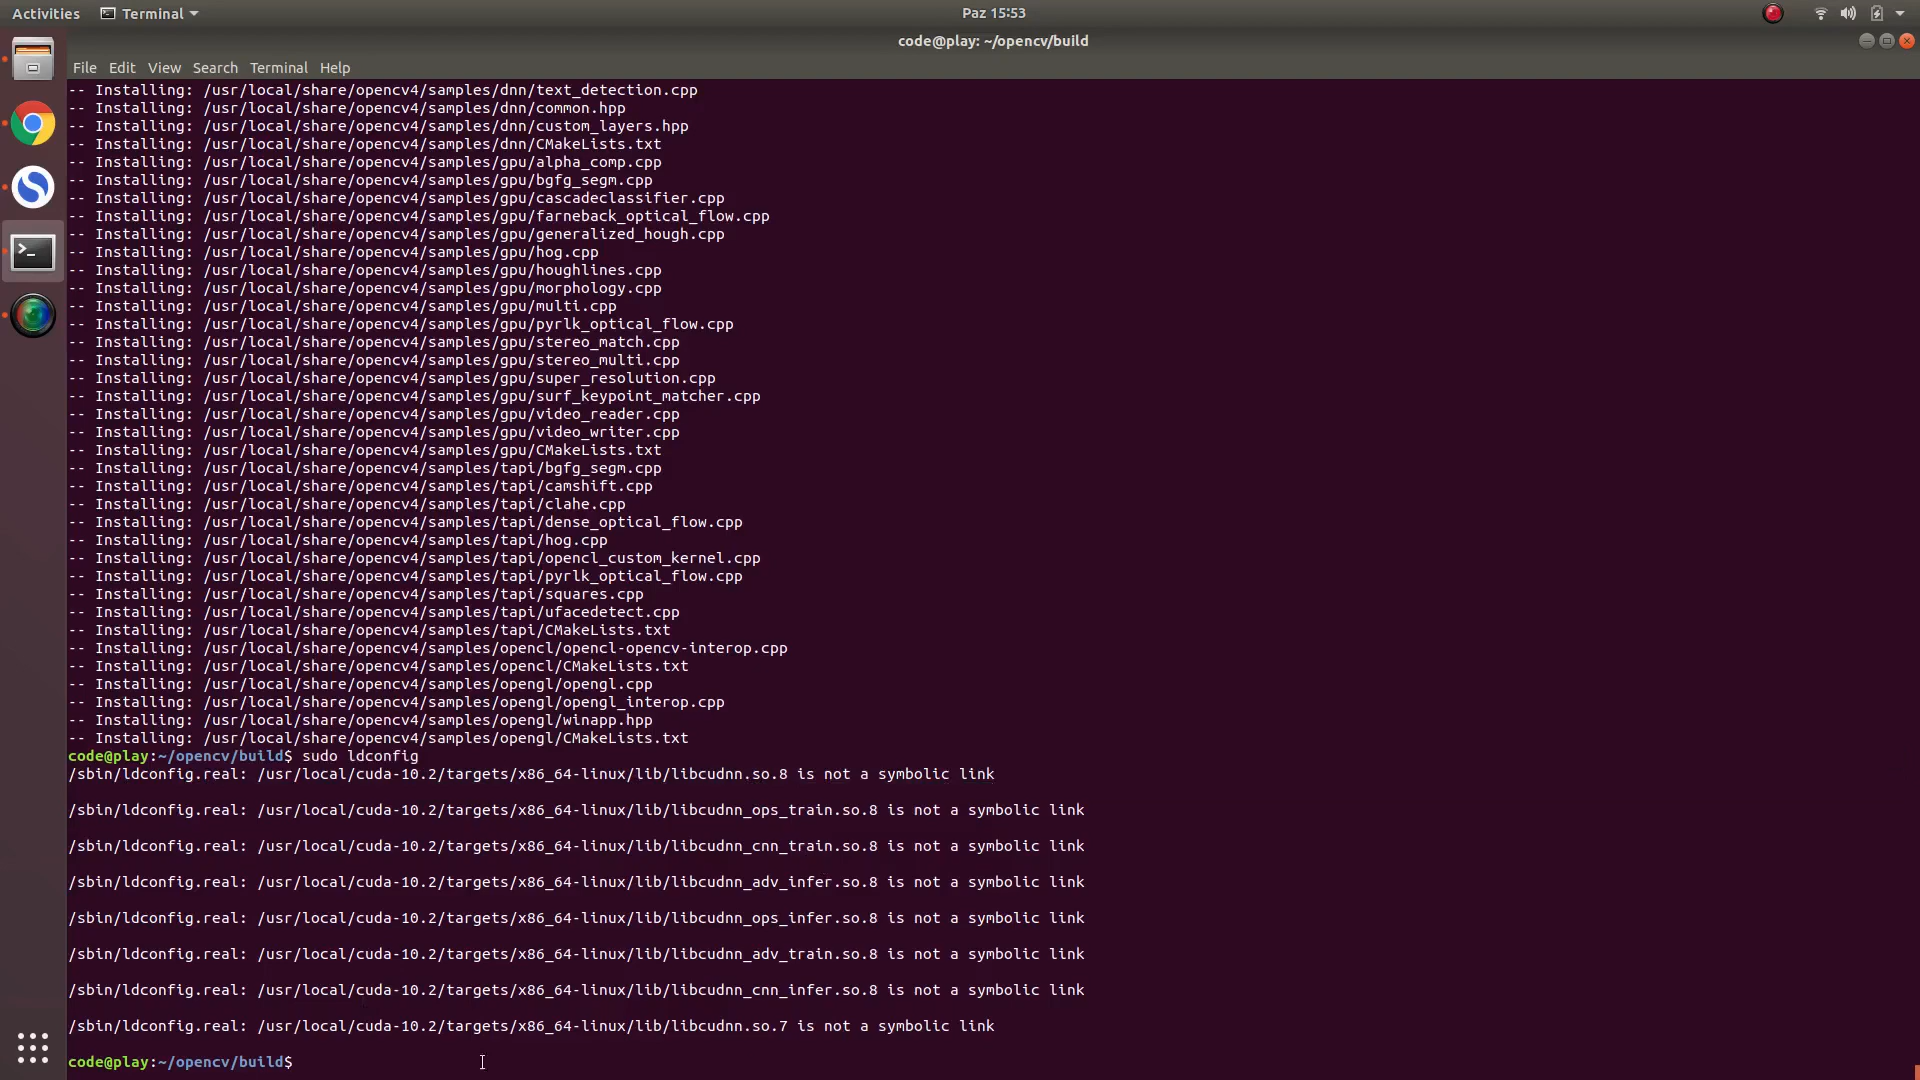 Activities Terminal Paz 15:53
code@play: ~/opencv/build
File Edit View Search Terminal Help
-- Installing: /usr/local/share/opencv4/samples/dnn/text_detection.cpp
-- Installing: /usr/local/share/opencv4/samples/dnn/common.hpp
-- Installing: /usr/local/share/opencv4/samples/dnn/custom_layers.hpp
-- Installing: /usr/local/share/opencv4/samples/dnn/CMakeLists.txt
-- Installing: /usr/local/share/opencv4/samples/gpu/alpha_comp.cpp
-- Installing: /usr/local/share/opencv4/samples/gpu/bgfg_segm.cpp
-- Installing: /usr/local/share/opencv4/samples/gpu/cascadeclassifier.cpp
-- Installing: /usr/local/share/opencv4/samples/gpu/farneback_optical_flow.cpp
-- Installing: /usr/local/share/opencv4/samples/gpu/generalized_hough.cpp
-- Installing: /usr/local/share/opencv4/samples/gpu/hog.cpp
-- Installing: /usr/local/share/opencv4/samples/gpu/houghlines.cpp
-- Installing: /usr/local/share/opencv4/samples/gpu/morphology.cpp
-- Installing: /usr/local/share/opencv4/samples/gpu/multi.cpp
-- Installing: /usr/local/share/opencv4/samples/gpu/pyrlk_optical_flow.cpp
-- Installing: /usr/local/share/opencv4/samples/gpu/stereo_match.cpp
-- Installing: /usr/local/share/opencv4/samples/gpu/stereo_multi.cpp
-- Installing: /usr/local/share/opencv4/samples/gpu/super_resolution.cpp
-- Installing: /usr/local/share/opencv4/samples/gpu/surf_keypoint_matcher.cpp
-- Installing: /usr/local/share/opencv4/samples/gpu/video_reader.cpp
-- Installing: /usr/local/share/opencv4/samples/gpu/video_writer.cpp
-- Installing: /usr/local/share/opencv4/samples/gpu/CMakeLists.txt
-- Installing: /usr/local/share/opencv4/samples/tapi/bgfg_segm.cpp
-- Installing: /usr/local/share/opencv4/samples/tapi/camshift.cpp
-- Installing: /usr/local/share/opencv4/samples/tapi/clahe.cpp
-- Installing: /usr/local/share/opencv4/samples/tapi/dense_optical_flow.cpp
-- Installing: /usr/local/share/opencv4/samples/tapi/hog.cpp
-- Installing: /usr/local/share/opencv4/samples/tapi/opencl_custom_kernel.cpp
-- Installing: /usr/local/share/opencv4/samples/tapi/pyrlk_optical_flow.cpp
-- Installing: /usr/local/share/opencv4/samples/tapi/squares.cpp
-- Installing: /usr/local/share/opencv4/samples/tapi/ufacedetect.cpp
-- Installing: /usr/local/share/opencv4/samples/tapi/CMakeLists.txt
-- Installing: /usr/local/share/opencv4/samples/opencl/opencl-opencv-interop.cpp
-- Installing: /usr/local/share/opencv4/samples/opencl/CMakeLists.txt
-- Installing: /usr/local/share/opencv4/samples/opengl/opengl.cpp
-- Installing: /usr/local/share/opencv4/samples/opengl/opengl_interop.cpp
-- Installing: /usr/local/share/opencv4/samples/opengl/winapp.hpp
-- Installing: /usr/local/share/opencv4/samples/opengl/CMakeLists.txt
code@play:~/opencv/build$ sudo ldconfig
/sbin/ldconfig.real: /usr/local/cuda-10.2/targets/x86_64-linux/lib/libcudnn.so.8 is not a symbolic link
/sbin/ldconfig.real: /usr/local/cuda-10.2/targets/x86_64-linux/lib/libcudnn_ops_train.so.8 is not a symbolic link
/sbin/ldconfig.real: /usr/local/cuda-10.2/targets/x86_64-linux/lib/libcudnn_cnn_train.so.8 is not a symbolic link
/sbin/ldconfig.real: /usr/local/cuda-10.2/targets/x86_64-linux/lib/libcudnn_adv_infer.so.8 is not a symbolic link
/sbin/ldconfig.real: /usr/local/cuda-10.2/targets/x86_64-linux/lib/libcudnn_ops_infer.so.8 is not a symbolic link
/sbin/ldconfig.real: /usr/local/cuda-10.2/targets/x86_64-linux/lib/libcudnn_adv_train.so.8 is not a symbolic link
/sbin/ldconfig.real: /usr/local/cuda-10.2/targets/x86_64-linux/lib/libcudnn_cnn_infer.so.8 is not a symbolic link
/sbin/ldconfig.real: /usr/local/cuda-10.2/targets/x86_64-linux/lib/libcudnn.so.7 is not a symbolic link
code@play:~/opencv/build$